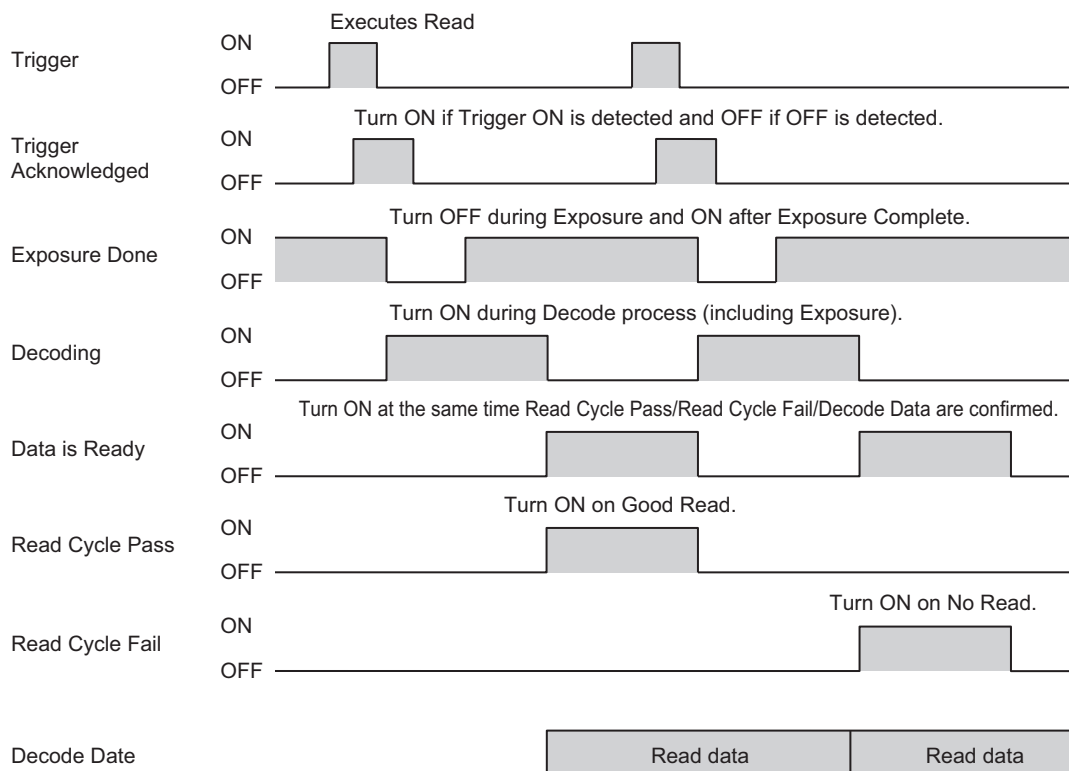 Executes Read
Trigger
ON
OFF
Turn ON if Trigger ON is detected and OFF if OFF is detected.
Trigger
Acknowledged
ON
OFF
Turn OFF during Exposure and ON after Exposure Complete.
Exposure Done
ON
OFF
Turn ON during Decode process (including Exposure).
Decoding
ON
OFF
Turn ON at the same time Read Cycle Pass/Read Cycle Fail/Decode Data are confirmed.
Data is Ready
ON
OFF
Turn ON on Good Read.
Read Cycle Pass
ON
OFF
Turn ON on No Read.
Read Cycle Fail
ON
OFF
Decode Date
Read data
Read data